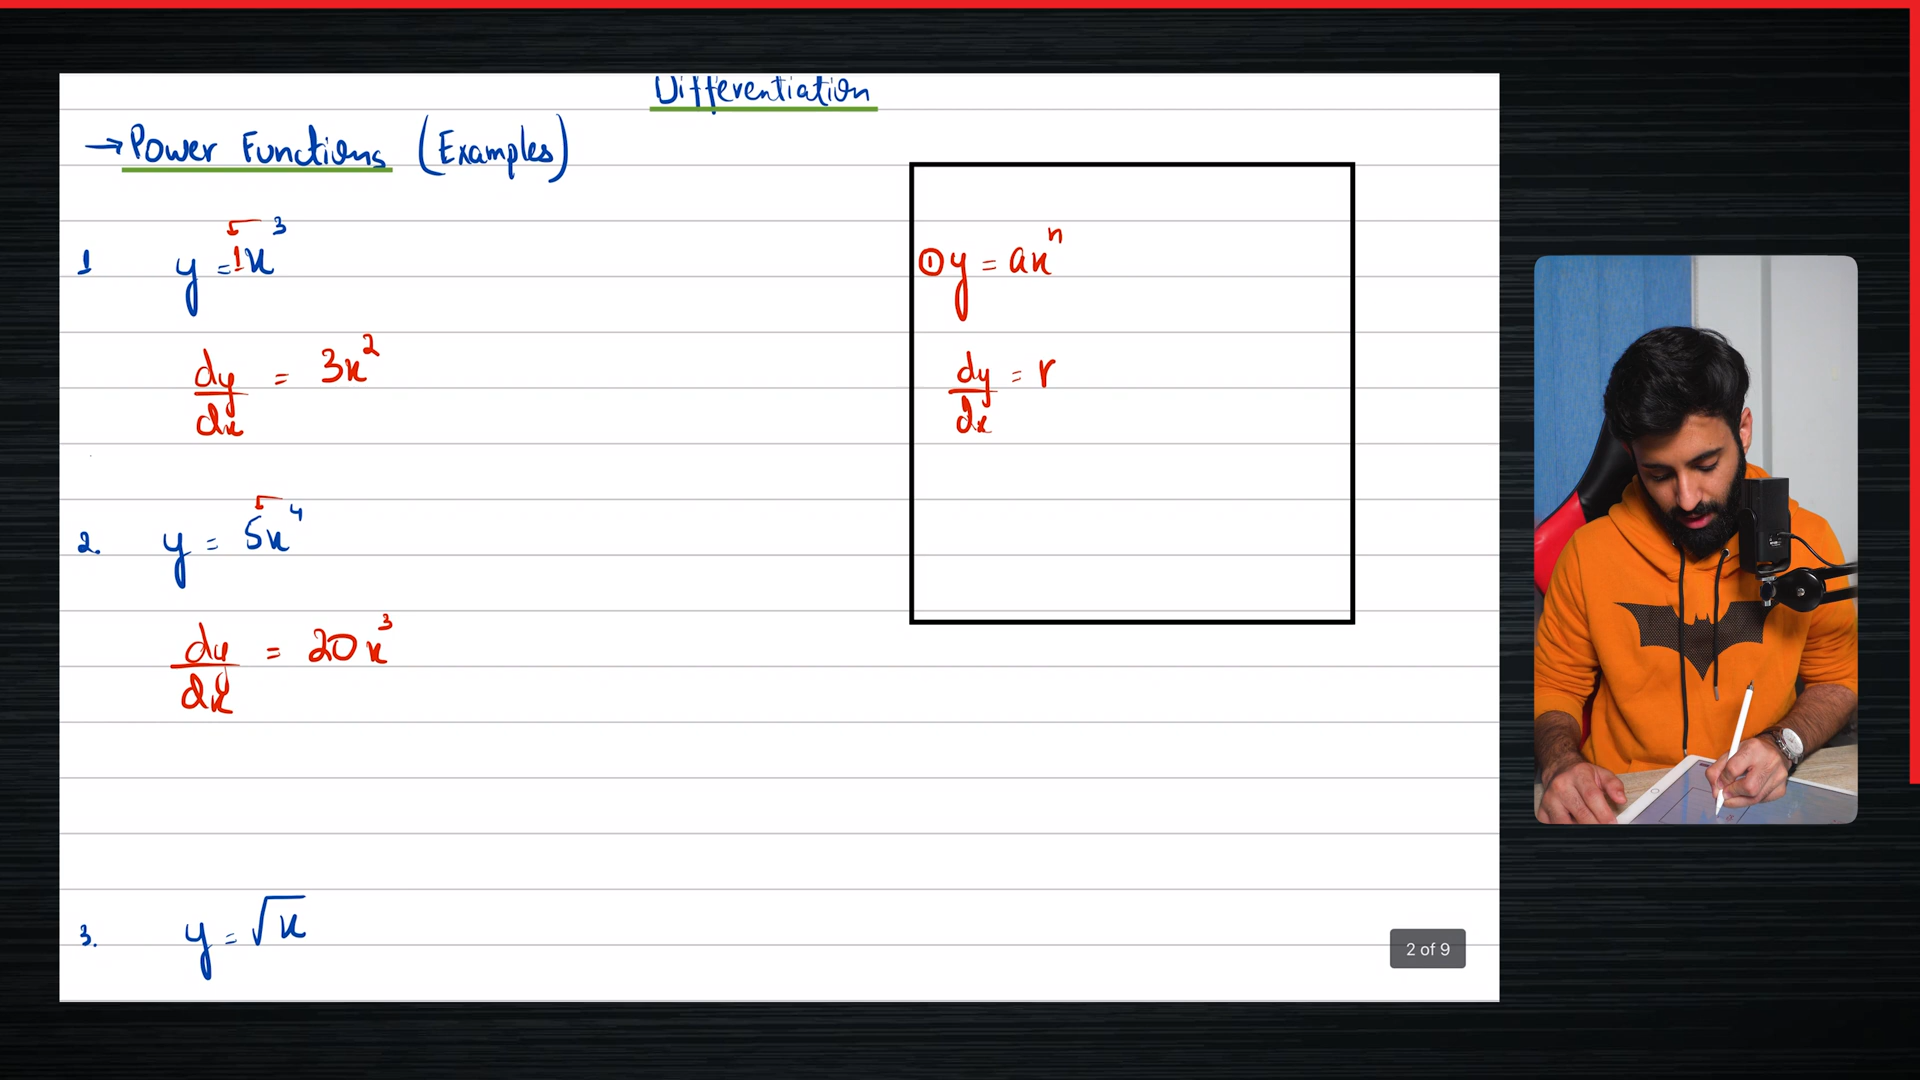 Differentiation
→ Power Functions (Examples)
1 y = 1x³
dy/dx = 3x²
2. y = 5x⁴
dy/dx = 20x³
3. y = √x
① y = axⁿ
dy/dx = r
2 of 9